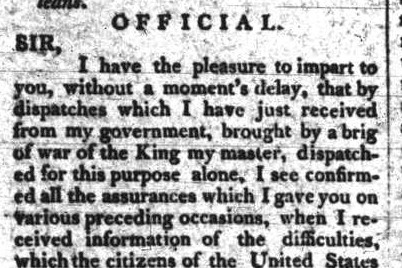 leans.
OFFICIAL.
SIR,
I have the pleasure to impart to
you, without a moment's delay, that by
dispatches which I have just received
from my government, brought by a brig
of war of the King my master, dispatch-
ed for this purpose alone, I see confirm-
ed all the assurances which I gave you on
various preceding occasions, when I re-
ceived information of the difficulties,
which the citizens of the United States